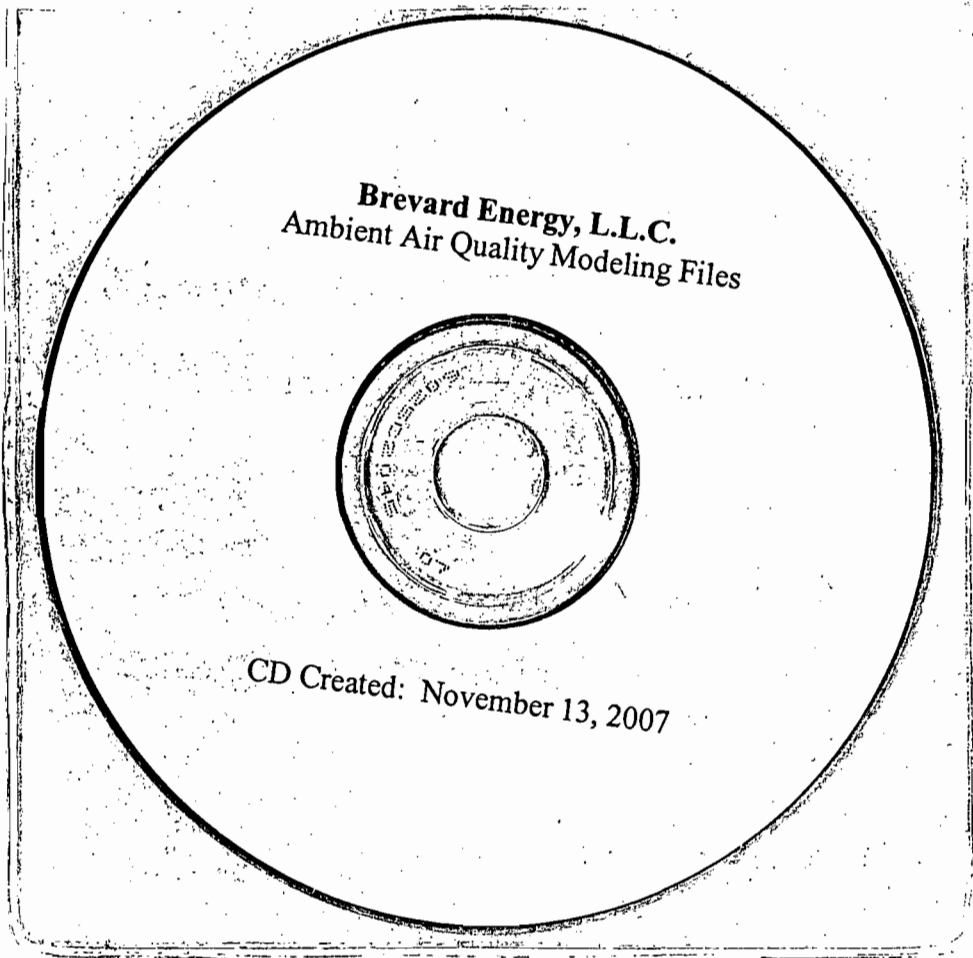 Brevard Energy, L.L.C.
Ambient Air Quality Modeling Files
CD Created: November 13, 2007